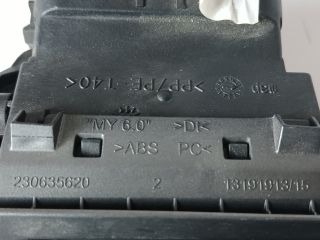 >PP/PE-T40<
"MY 6.0" >DK
>ABS PC<
230635620 2 13191913/15